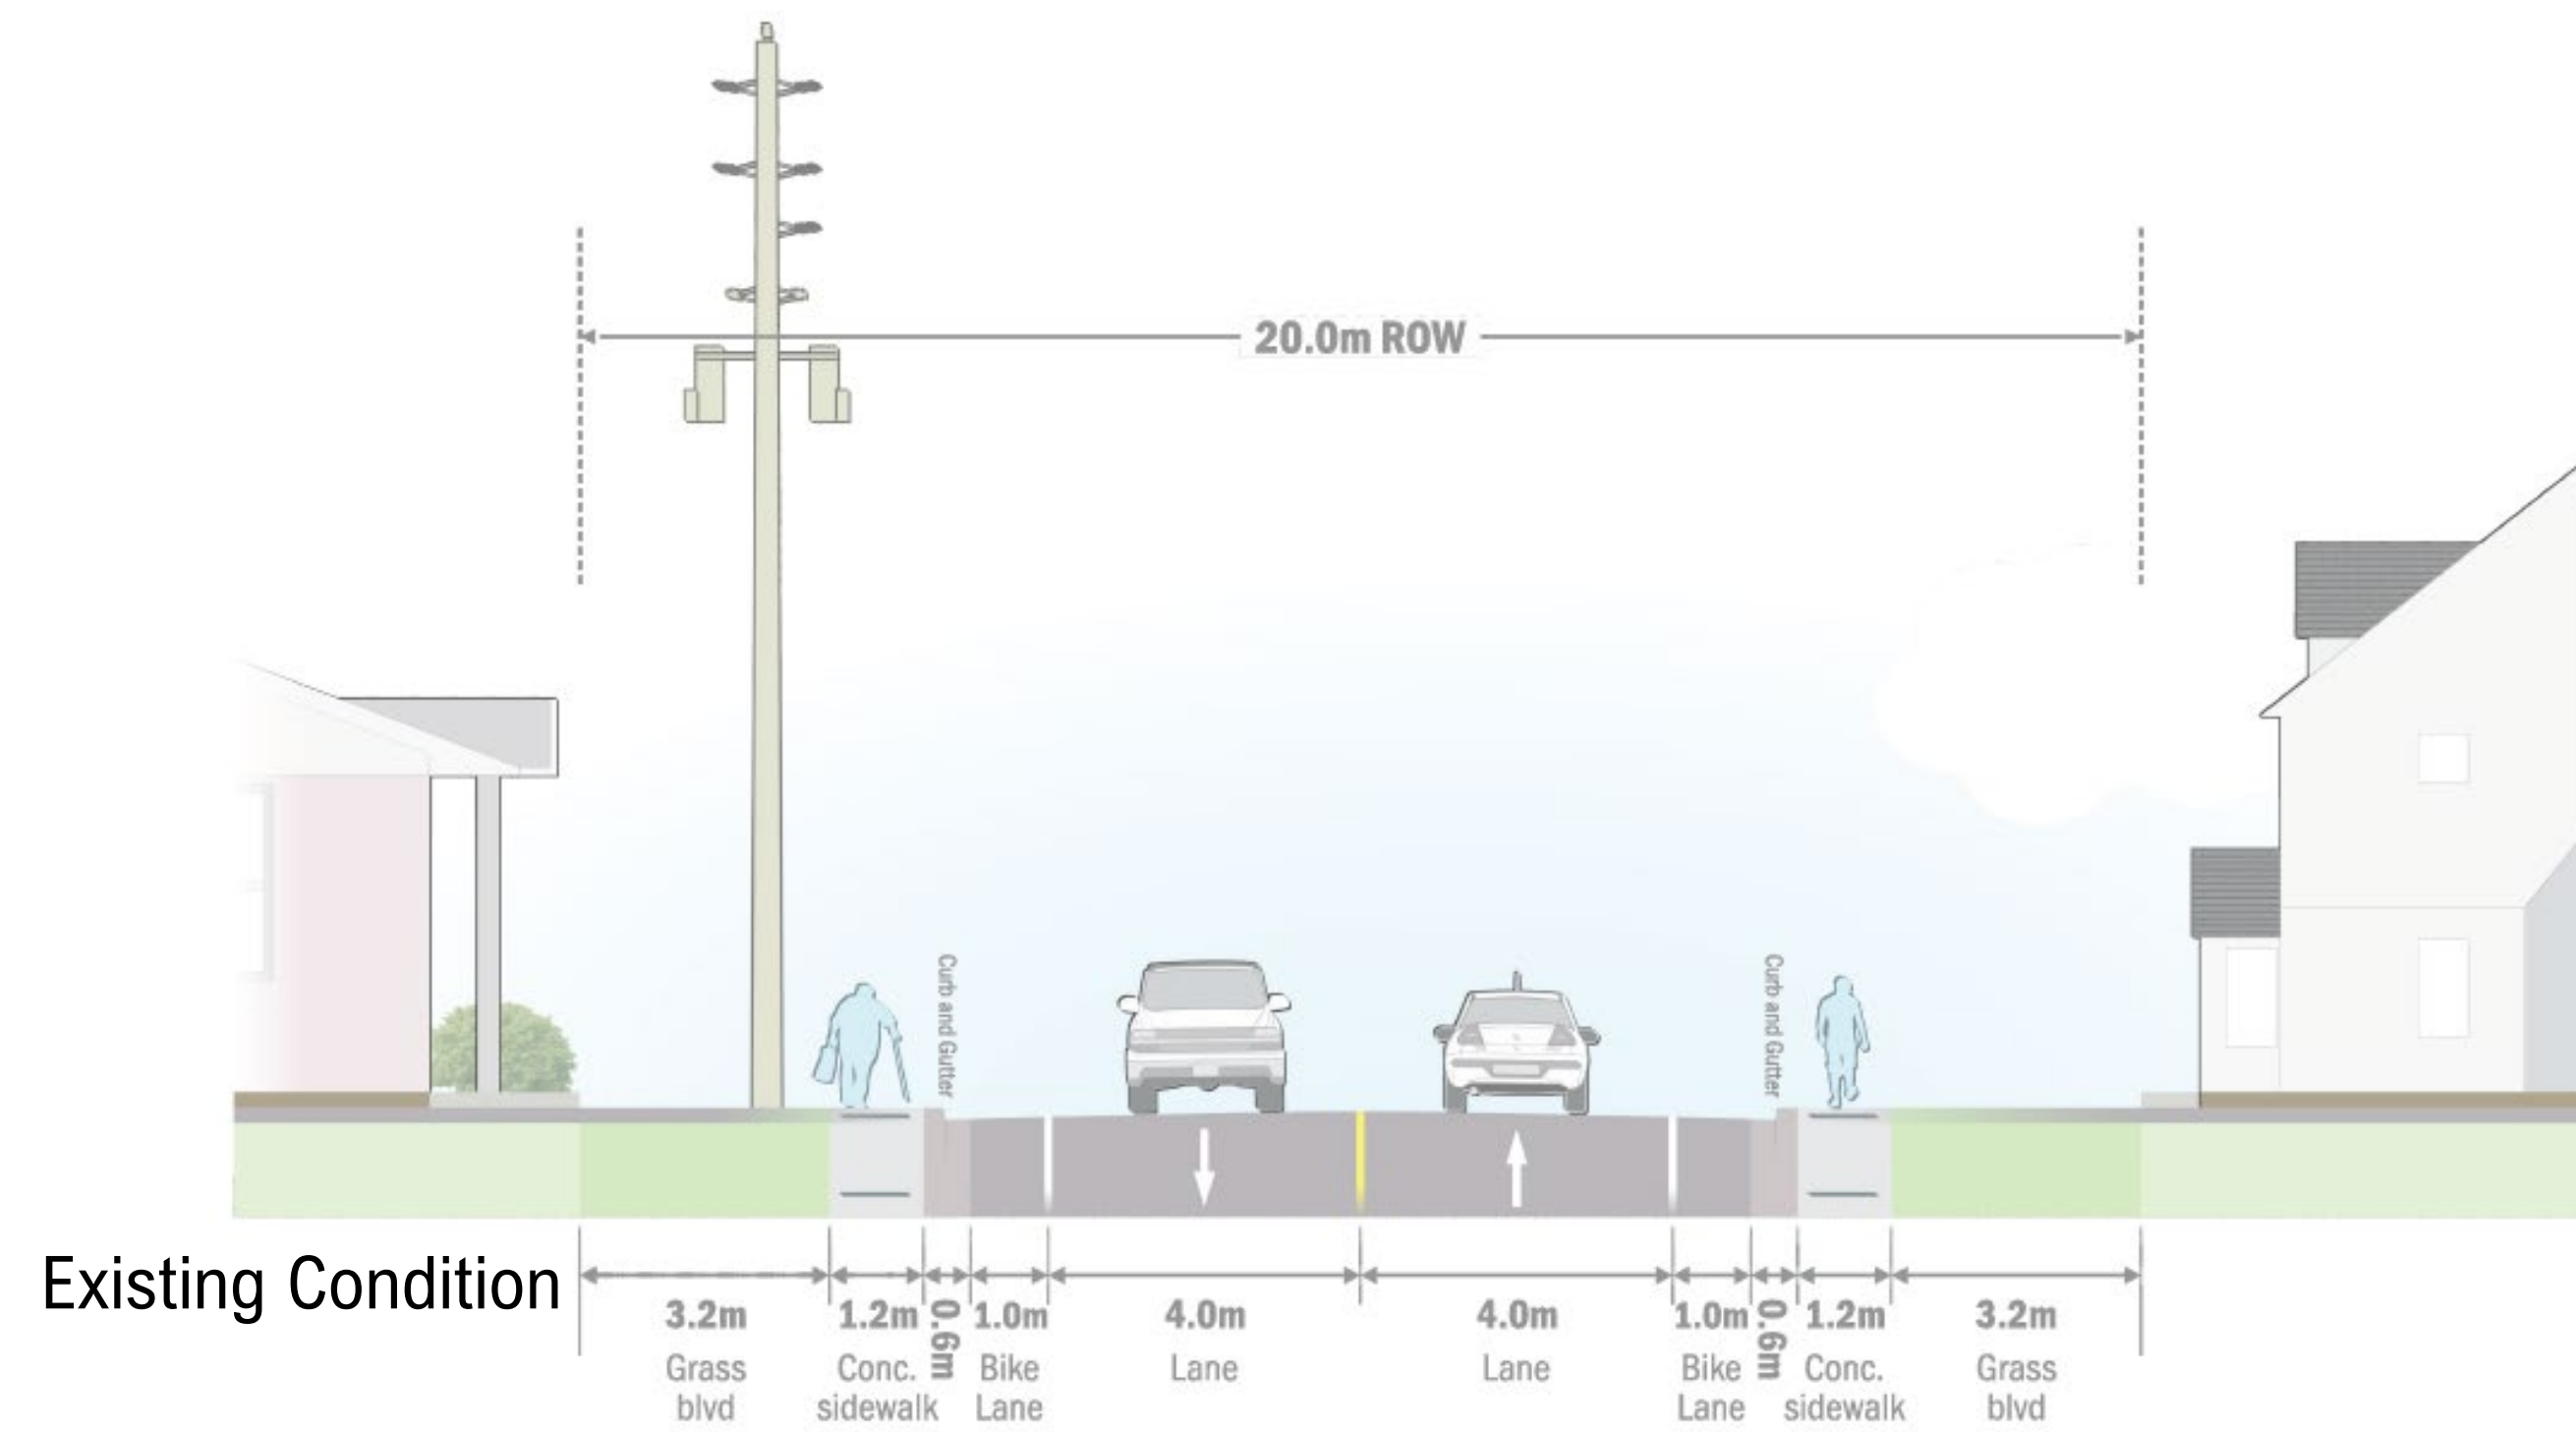 20.0m ROW
Curb and Gutter
Curb and Gutter
Existing Condition
3.2m
Grass
blvd
1.2m
Conc.
sidewalk
0.6m
1.0m
Bike
Lane
4.0m
Lane
4.0m
Lane
1.0m
Bike
Lane
0.6m
1.2m
Conc.
sidewalk
3.2m
Grass
blvd